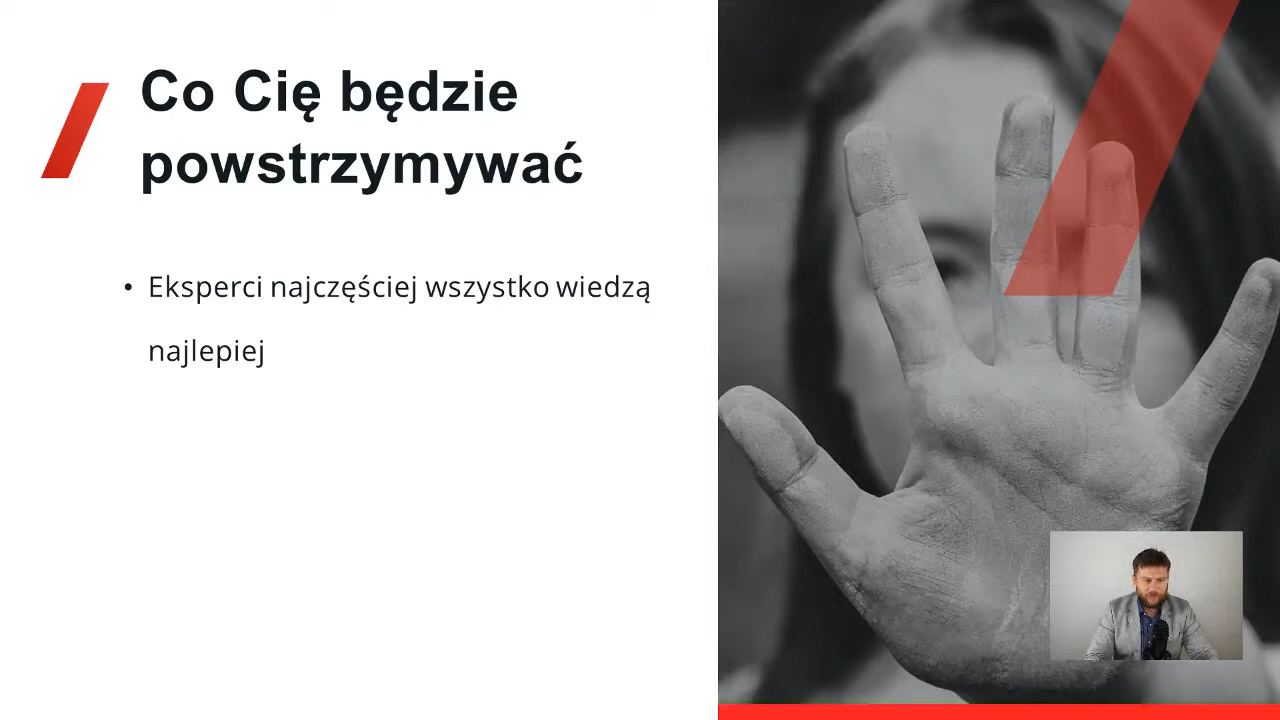 Co Cię będzie
powstrzymywać
• Eksperci najczęściej wszystko wiedzą
najlepiej